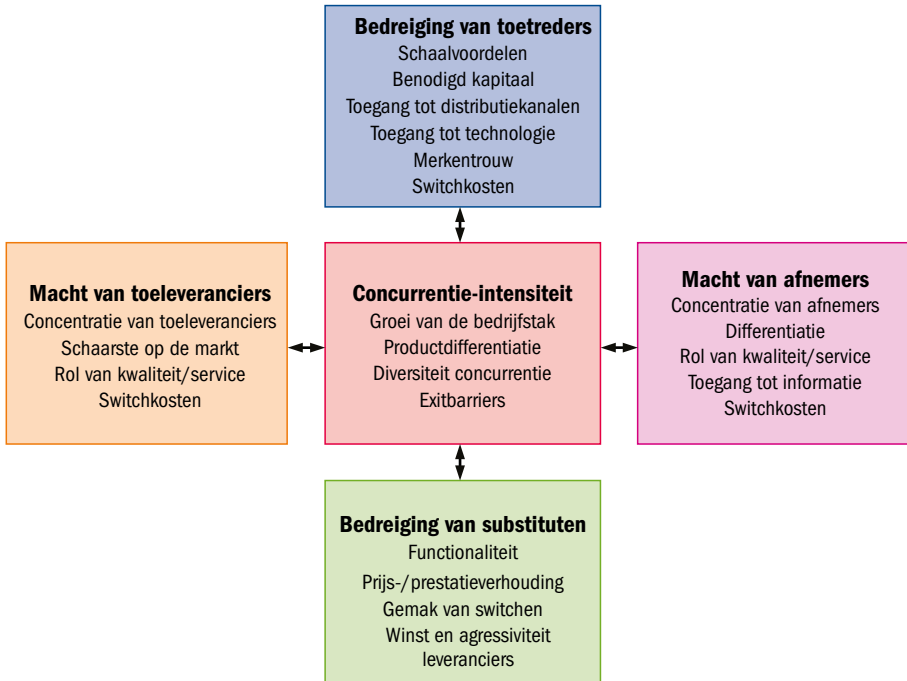 Bedreiging van toetreders
Schaalvoordelen
Benodigd kapitaal
Toegang tot distributiekanalen
Toegang tot technologie
Merkentrouw
Switchkosten
Macht van toeleveranciers
Concentratie van toeleveranciers
Schaarste op de markt
Rol van kwaliteit/service
Switchkosten
Concurrentie-intensiteit
Groei van de bedrijfstak
Productdifferentiatie
Diversiteit concurrentie
Exitbarriers
Macht van afnemers
Concentratie van afnemers
Differentiatie
Rol van kwaliteit/service
Toegang tot informatie
Switchkosten
Bedreiging van substituten
Functionaliteit
Prijs-/prestatieverhouding
Gemak van switchen
Winst en agressiviteit
leveranciers